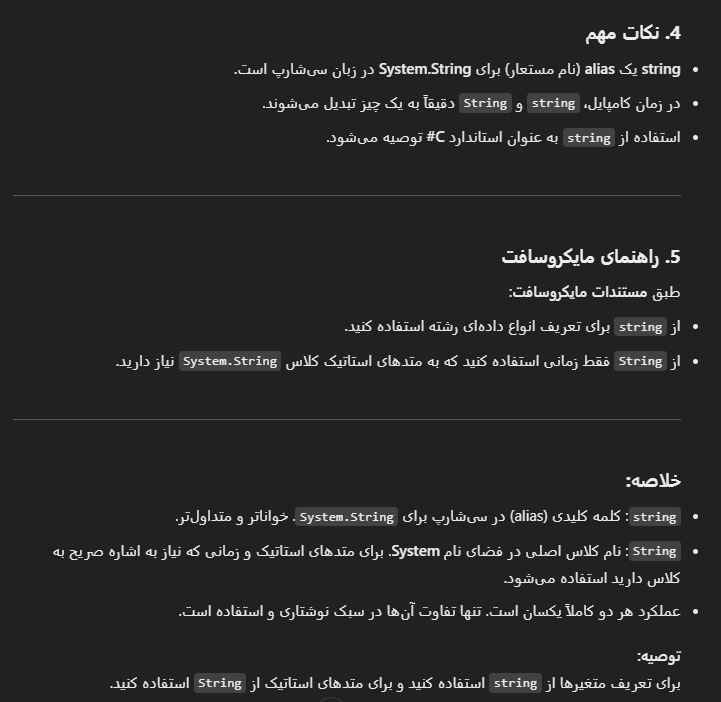 4. نکات مهم
string یک alias (نام مستعار) برای System.String در زبان سی‌شارپ است.
در زمان کامپایل، string و String دقیقاً به یک چیز تبدیل می‌شوند.
استفاده از string به عنوان استاندارد C# توصیه می‌شود.
5. راهنمای مایکروسافت
طبق مستندات مایکروسافت:
از string برای تعریف انواع داده‌ای رشته استفاده کنید.
از String فقط زمانی استفاده کنید که به متدهای استاتیک کلاس System.String نیاز دارید.
خلاصه:
string: کلمه کلیدی (alias) در سی‌شارپ برای System.String. خواناتر و متداول‌تر.
String: نام کلاس اصلی در فضای نام System. برای متدهای استاتیک و زمانی که نیاز به اشاره صریح به
کلاس دارید استفاده می‌شود.
عملکرد هر دو کاملاً یکسان است. تنها تفاوت آن‌ها در سبک نوشتاری و استفاده است.
توصیه:
برای تعریف متغیرها از string استفاده کنید و برای متدهای استاتیک از String استفاده کنید.